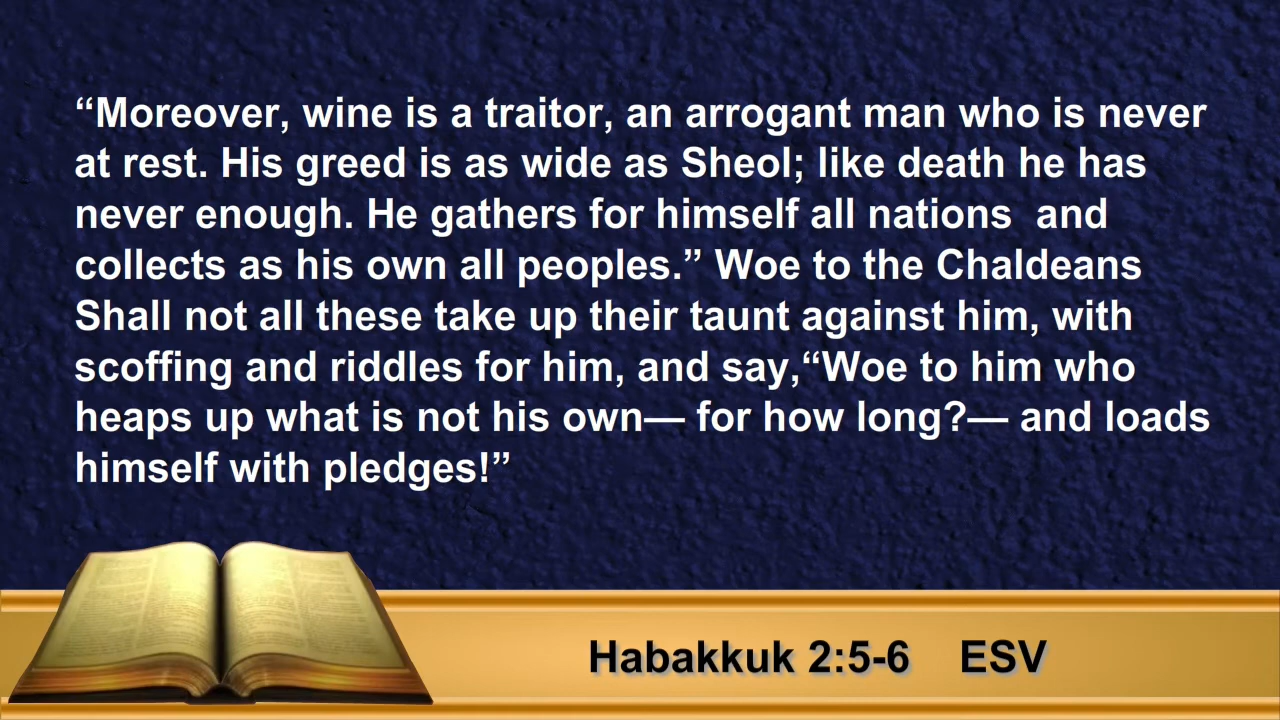 “Moreover, wine is a traitor, an arrogant man who is never
at rest. His greed is as wide as Sheol; like death he has
never enough. He gathers for himself all nations  and
collects as his own all peoples.” Woe to the Chaldeans
Shall not all these take up their taunt against him, with
scoffing and riddles for him, and say,“Woe to him who
heaps up what is not his own— for how long?— and loads
himself with pledges!”
Habakkuk 2:5-6    ESV